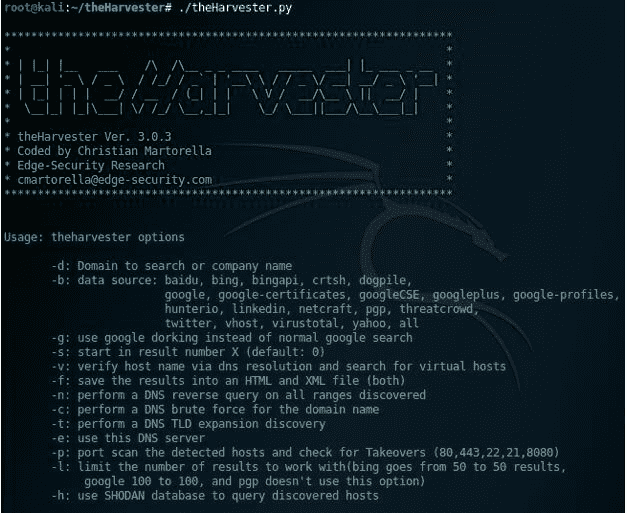 root@kali:~/theHarvester# ./theHarvester.py
*******************************************************************
* *
* theHarvester *
* *
* theHarvester Ver. 3.0.3 *
* Coded by Christian Martorella *
* Edge-Security Research *
* cmartorella@edge-security.com *
*******************************************************************
Usage: theharvester options
-d: Domain to search or company name
-b: data source: baidu, bing, bingapi, crtsh, dogpile,
google, google-certificates, googleCSE, googleplus, google-profiles,
hunterio, linkedin, netcraft, pgp, threatcrowd,
twitter, vhost, virustotal, yahoo, all
-g: use google dorking instead of normal google search
-s: start in result number X (default: 0)
-v: verify host name via dns resolution and search for virtual hosts
-f: save the results into an HTML and XML file (both)
-n: perform a DNS reverse query on all ranges discovered
-c: perform a DNS brute force for the domain name
-t: perform a DNS TLD expansion discovery
-e: use this DNS server
-p: port scan the detected hosts and check for Takeovers (80,443,22,21,8080)
-l: limit the number of results to work with(bing goes from 50 to 50 results,
google 100 to 100, and pgp doesn't use this option)
-h: use SHODAN database to query discovered hosts